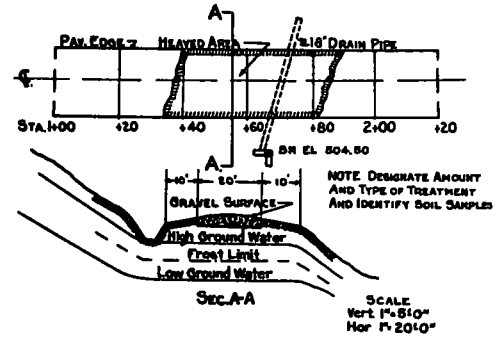 A
PAV. EDGE
HEAVED AREA
18" DRAIN PIPE
℄
STA. 1+00 +20 +40 +60 +80 2+00 +20
BM EL 504.50
A
10' 20' 10'
GRAVEL SURFACE
High Ground Water
Frost Limit
Low Ground Water
SEC. A-A
NOTE DESIGNATE AMOUNT
AND TYPE OF TREATMENT
AND IDENTIFY SOIL SAMPLES
SCALE
Vert 1"=5'0"
Hor 1"=20'0"